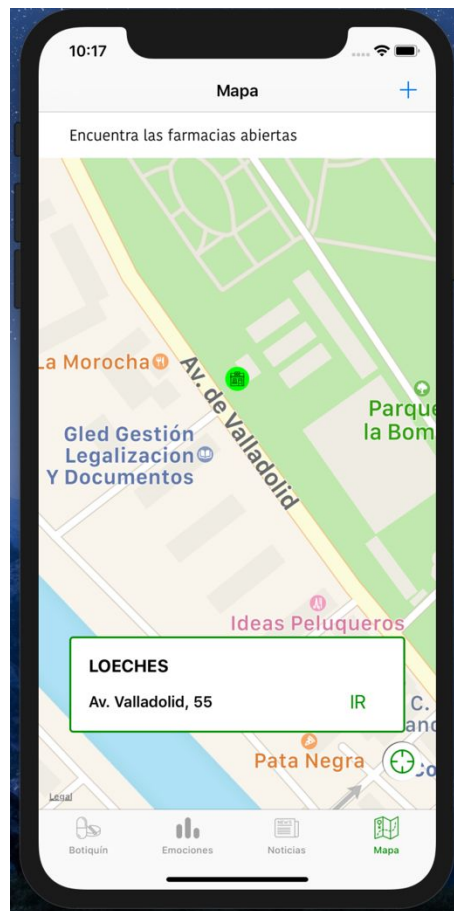 10:17
Mapa
Encuentra las farmacias abiertas
La Morocha
Av. de Valladolid
Parque
la Bom
Gled Gestión
Legalizacion
Y Documentos
Ideas Peluqueros
LOECHES
Av. Valladolid, 55
IR
C.
Pata Negra
Legal
Botiquín
Emociones
NEWS
Noticias
Mapa